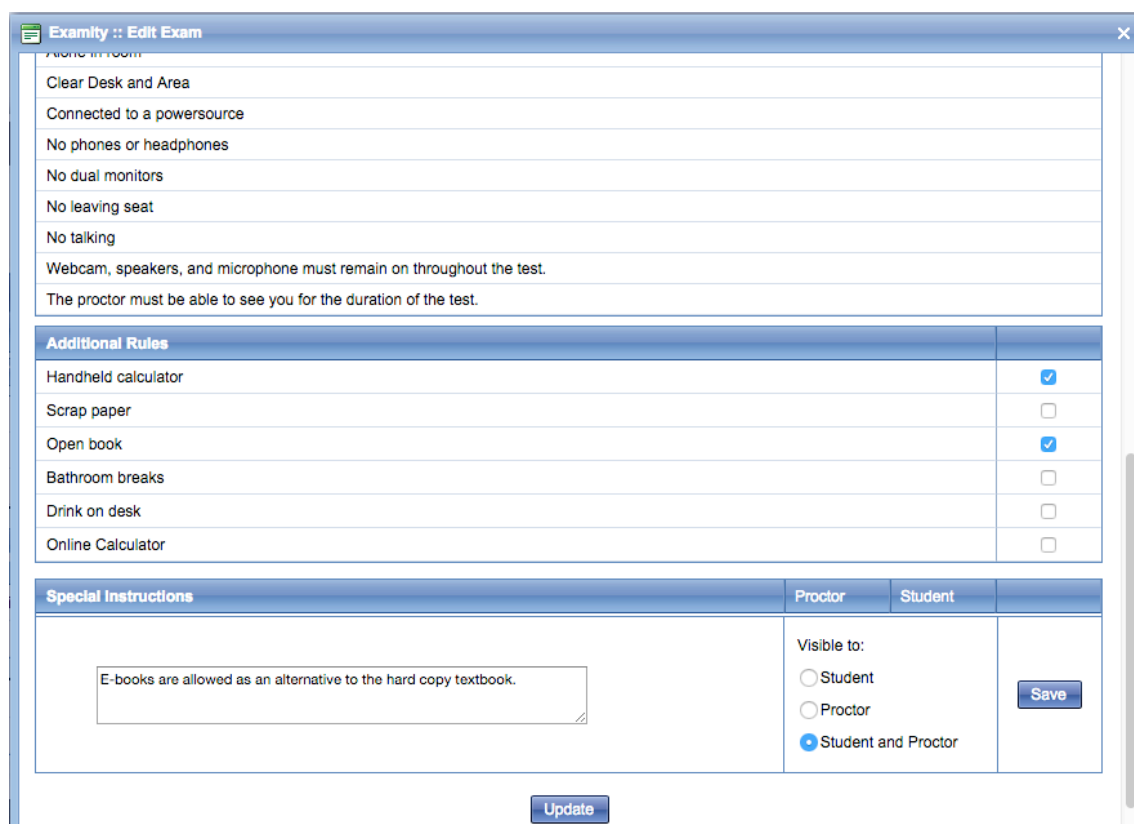 Examity :: Edit Exam
Alone in room
Clear Desk and Area
Connected to a powersource
No phones or headphones
No dual monitors
No leaving seat
No talking
Webcam, speakers, and microphone must remain on throughout the test.
The proctor must be able to see you for the duration of the test.
Additional Rules
Handheld calculator
Scrap paper
Open book
Bathroom breaks
Drink on desk
Online Calculator
Special Instructions Proctor Student
Visible to:
E-books are allowed as an alternative to the hard copy textbook.
Student
Proctor
Student and Proctor
Save
Update